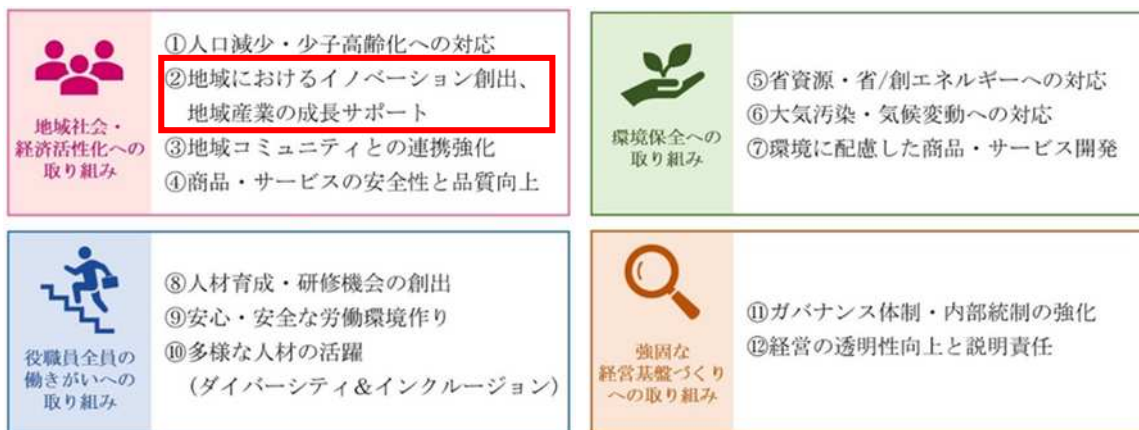 地域社会・
経済活性化への
取り組み
①人口減少・少子高齢化への対応
②地域におけるイノベーション創出、
地域産業の成長サポート
③地域コミュニティとの連携強化
④商品・サービスの安全性と品質向上
環境保全への
取り組み
⑤省資源・省/創エネルギーへの対応
⑥大気汚染・気候変動への対応
⑦環境に配慮した商品・サービス開発
役職員全員の
働きがいへの
取り組み
⑧人材育成・研修機会の創出
⑨安心・安全な労働環境作り
⑩多様な人材の活躍
(ダイバーシティ&インクルージョン)
強固な
経営基盤づくり
への取り組み
⑪ガバナンス体制・内部統制の強化
⑫経営の透明性向上と説明責任